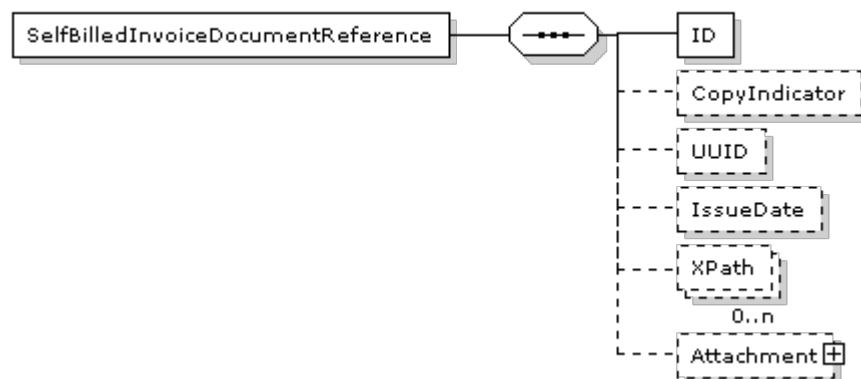 SelfBilledInvoiceDocumentReference
ID
CopyIndicator
UUID
IssueDate
XPath
0..n
Attachment